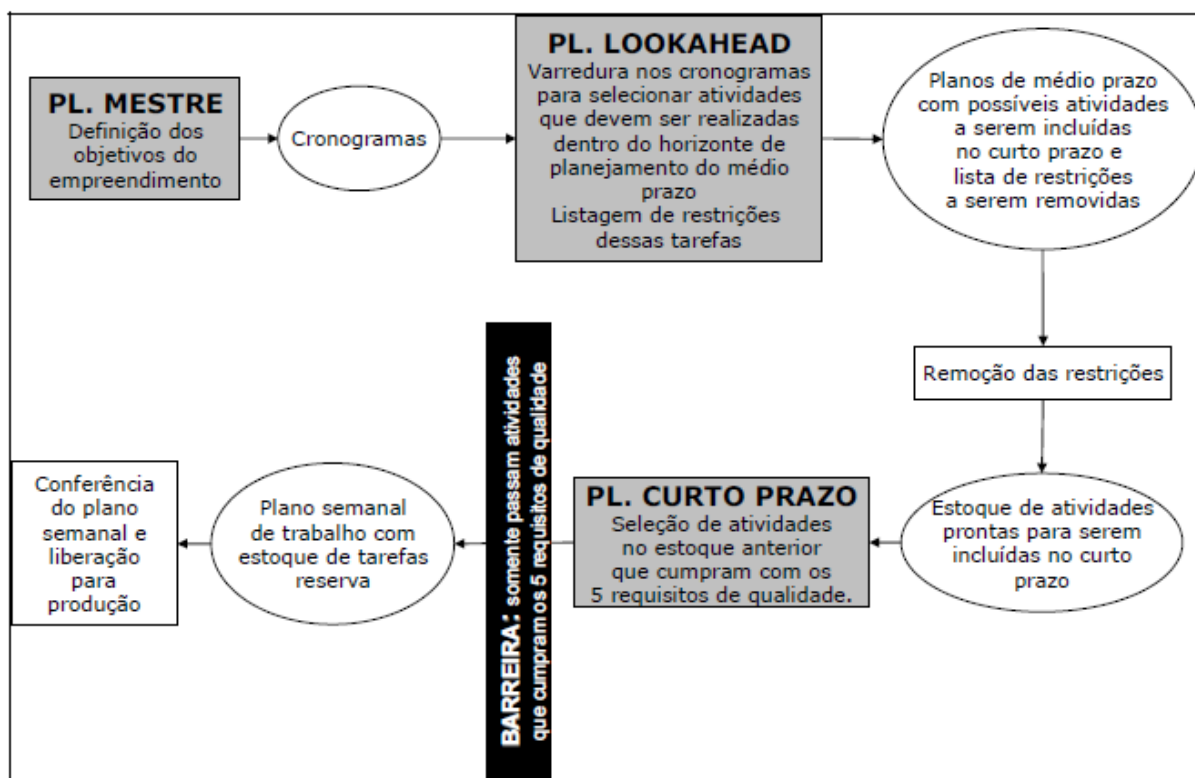 PL. MESTRE
Definição dos
objetivos do
empreendimento
Cronogramas
PL. LOOKAHEAD
Varredura nos cronogramas
para selecionar atividades
que devem ser realizadas
dentro do horizonte de
planejamento do médio
prazo
Listagem de restrições
dessas tarefas
Planos de médio prazo
com possíveis atividades
a serem incluídas
no curto prazo e
lista de restrições
a serem removidas
Remoção das restrições
Estoque de atividades
prontas para serem
incluídas no curto
prazo
PL. CURTO PRAZO
Seleção de atividades
no estoque anterior
que cumpram com os
5 requisitos de qualidade.
BARREIRA: somente passam atividades
que cumpram os 5 requisitos de qualidade
Plano semanal
de trabalho com
estoque de tarefas
reserva
Conferência
do plano
semanal e
liberação
para
produção